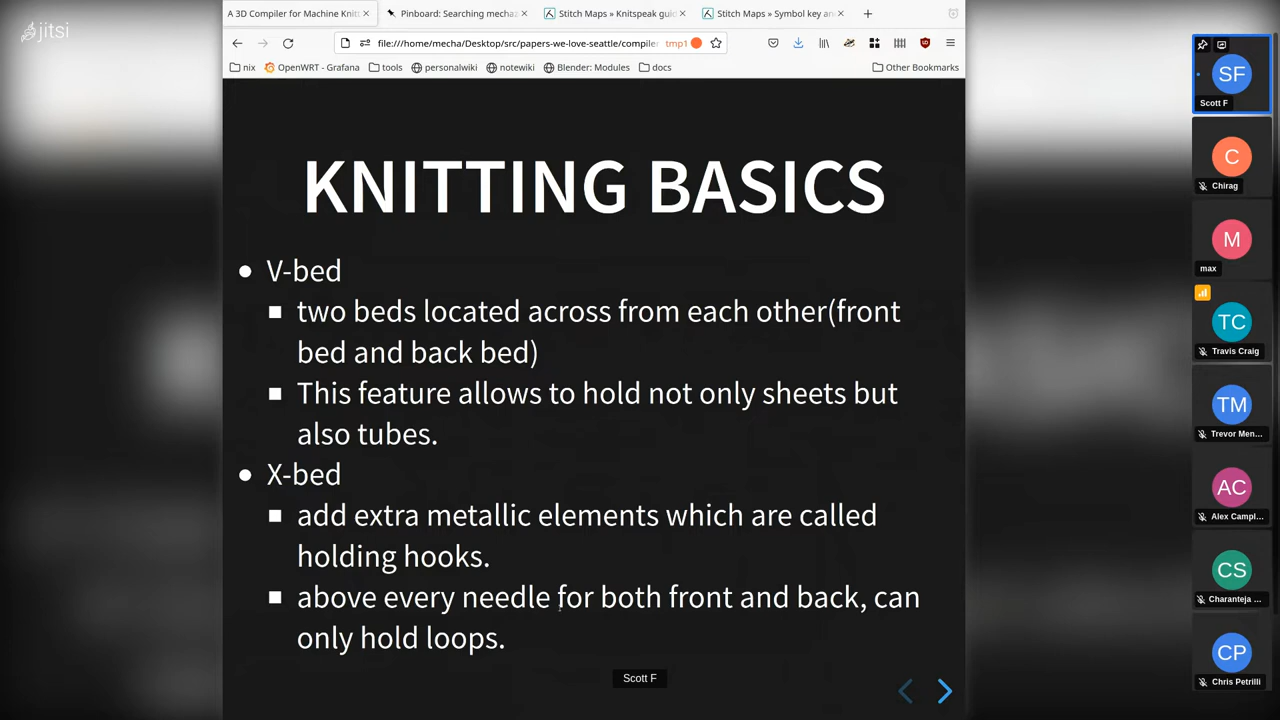 jitsi
A 3D Compiler for Machine Knitt
Pinboard: Searching mecha
Stitch Maps » Knitspeak guid
Stitch Maps » Symbol key an
file:///home/mecha/Desktop/src/papers-we-love-seattle/compiler
tmp1
nix
OpenWRT - Grafana
tools
personalwiki
notewiki
Blender: Modules
docs
Other Bookmarks
KNITTING BASICS
V-bed
two beds located across from each other(front
bed and back bed)
This feature allows to hold not only sheets but
also tubes.
X-bed
add extra metallic elements which are called
holding hooks.
above every needle for both front and back, can
only hold loops.
Scott F
SF
Scott F
C
Chirag
M
max
TC
Travis Craig
TM
Trevor Men...
AC
Alex Campl...
CS
Charanteja ...
CP
Chris Petrilli